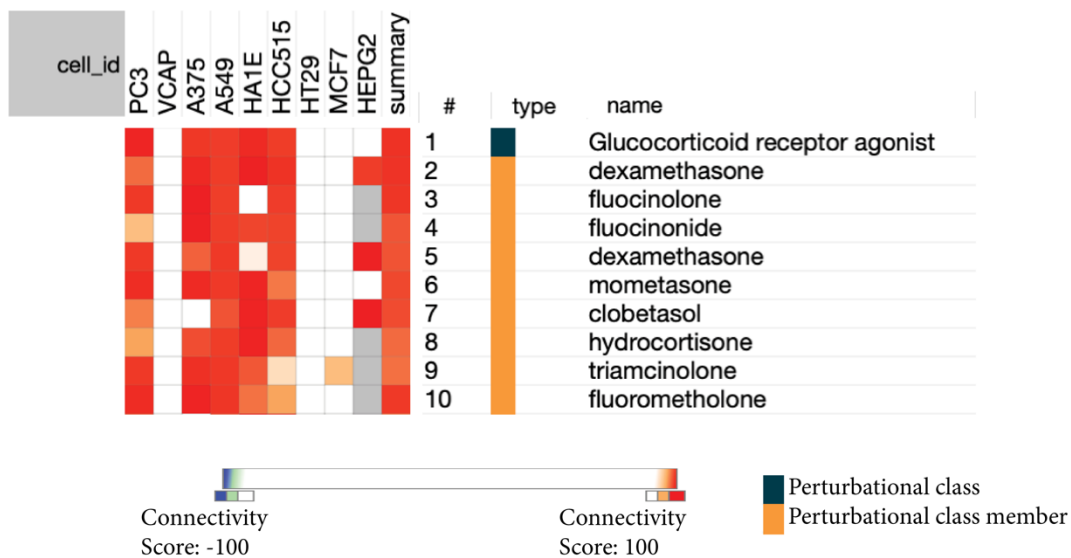 cell_id PC3 VCAP A375 A549 HA1E HCC515 HT29 MCF7 HEPG2 summary # type name
1 Glucocorticoid receptor agonist
2 dexamethasone
3 fluocinolone
4 fluocinonide
5 dexamethasone
6 mometasone
7 clobetasol
8 hydrocortisone
9 triamcinolone
10 fluorometholone
Connectivity
Score: -100
Connectivity
Score: 100
Perturbational class
Perturbational class member